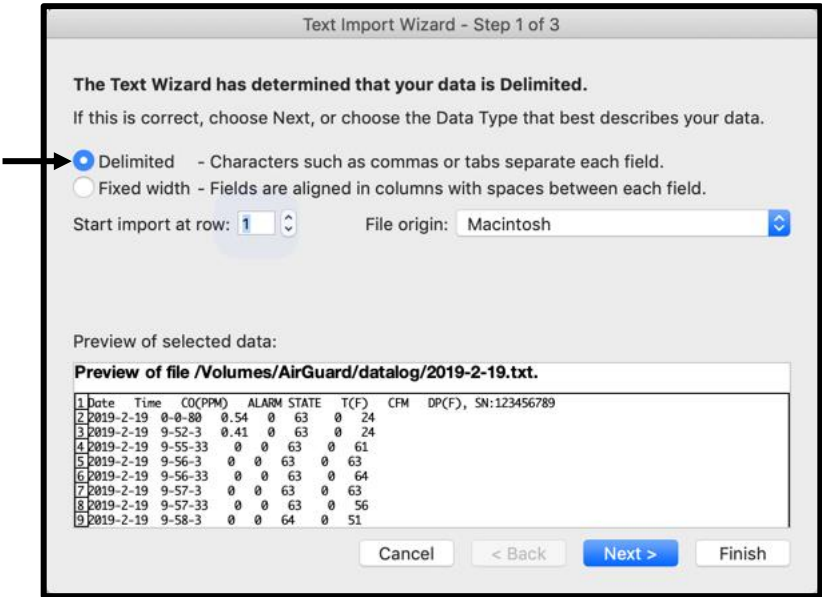 Text Import Wizard - Step 1 of 3
The Text Wizard has determined that your data is Delimited.
If this is correct, choose Next, or choose the Data Type that best describes your data.
Delimited - Characters such as commas or tabs separate each field.
Fixed width - Fields are aligned in columns with spaces between each field.
Start import at row: 1 File origin: Macintosh
Preview of selected data:
Preview of file /Volumes/AirGuard/datalog/2019-2-19.txt.
1 Date Time CO(PPM) ALARM STATE T(F) CFM DP(F), SN:123456789
2 2019-2-19 0-0-80 0.54 0 63 0 24
3 2019-2-19 9-52-3 0.41 0 63 0 24
4 2019-2-19 9-55-33 0 0 63 0 61
5 2019-2-19 9-56-3 0 0 63 0 63
6 2019-2-19 9-56-33 0 0 63 0 64
7 2019-2-19 9-57-3 0 0 63 0 63
8 2019-2-19 9-57-33 0 0 63 0 56
9 2019-2-19 9-58-3 0 0 64 0 51
Cancel < Back Next > Finish